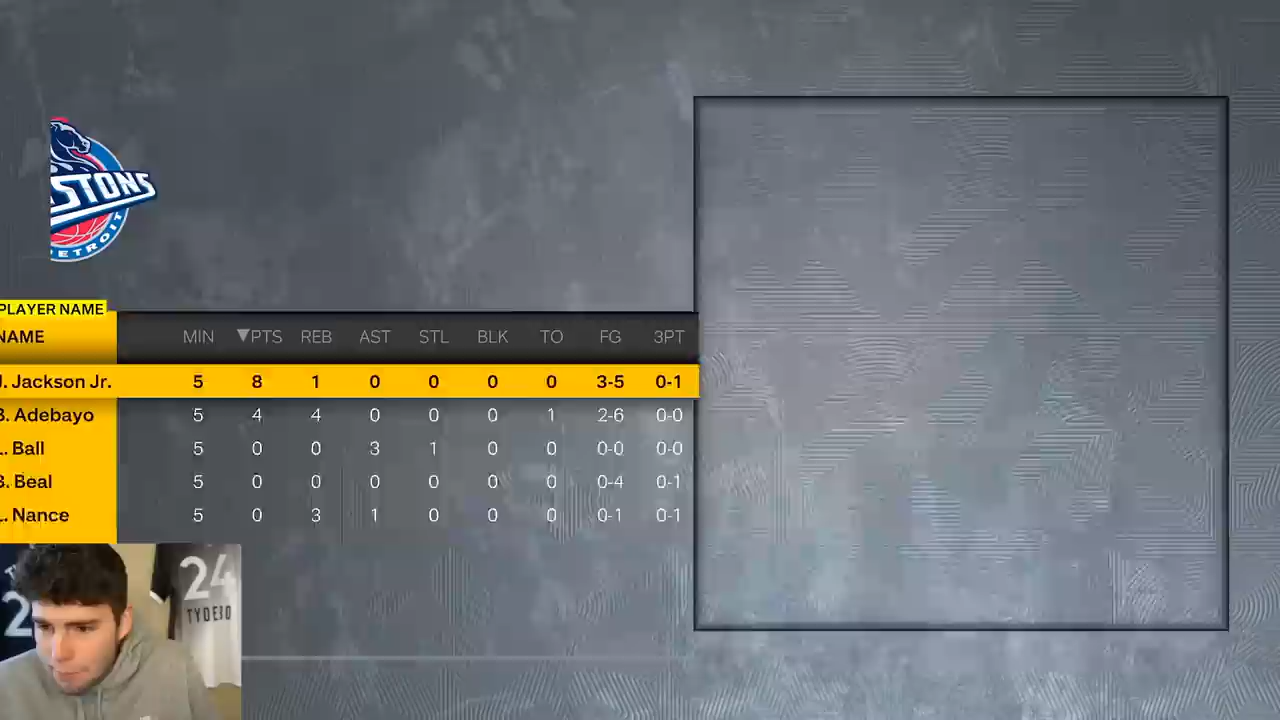 STONS
ETROIT
PLAYER NAME
NAME MIN ▼PTS REB AST STL BLK TO FG 3PT
J. Jackson Jr. 5 8 1 0 0 0 0 3-5 0-1
B. Adebayo 5 4 4 0 0 0 1 2-6 0-0
L. Ball 5 0 0 3 1 0 0 0-0 0-0
B. Beal 5 0 0 0 0 0 0 0-4 0-1
L. Nance 5 0 3 1 0 0 0 0-1 0-1
24
TYDEBO
2